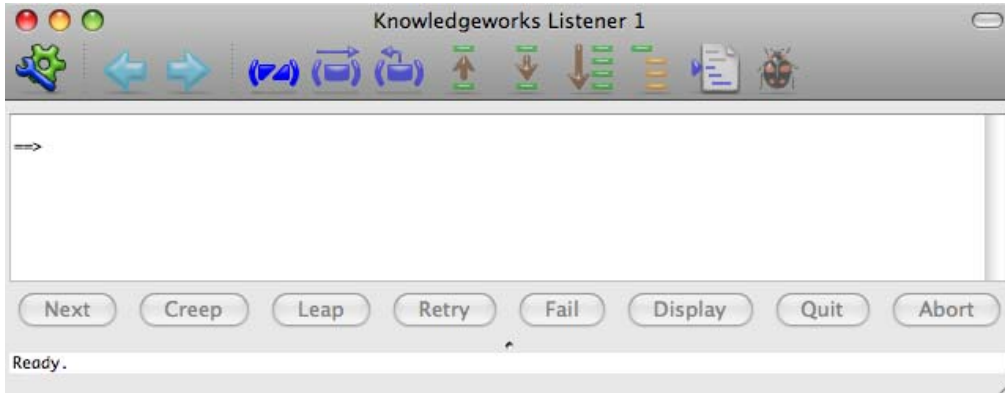 Knowledgeworks Listener 1
==>
Next Creep Leap Retry Fail Display Quit Abort
Ready.